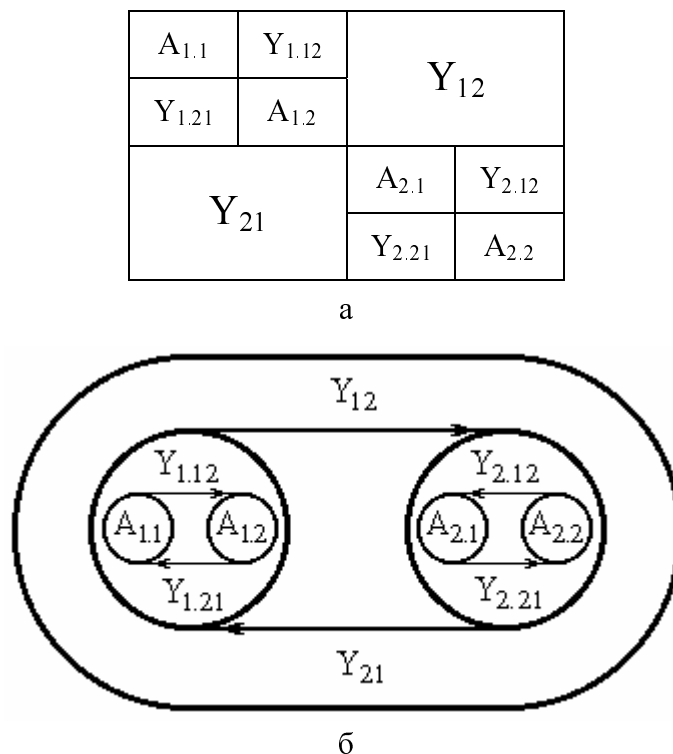 A1.1 Y1.12 Y12
Y1.21 A1.2
Y21 A2.1 Y2.12
Y2.21 A2.2
а
Y12
Y1.12 Y2.12
A1.1 A1.2 A2.1 A2.2
Y1.21 Y2.21
Y21
б